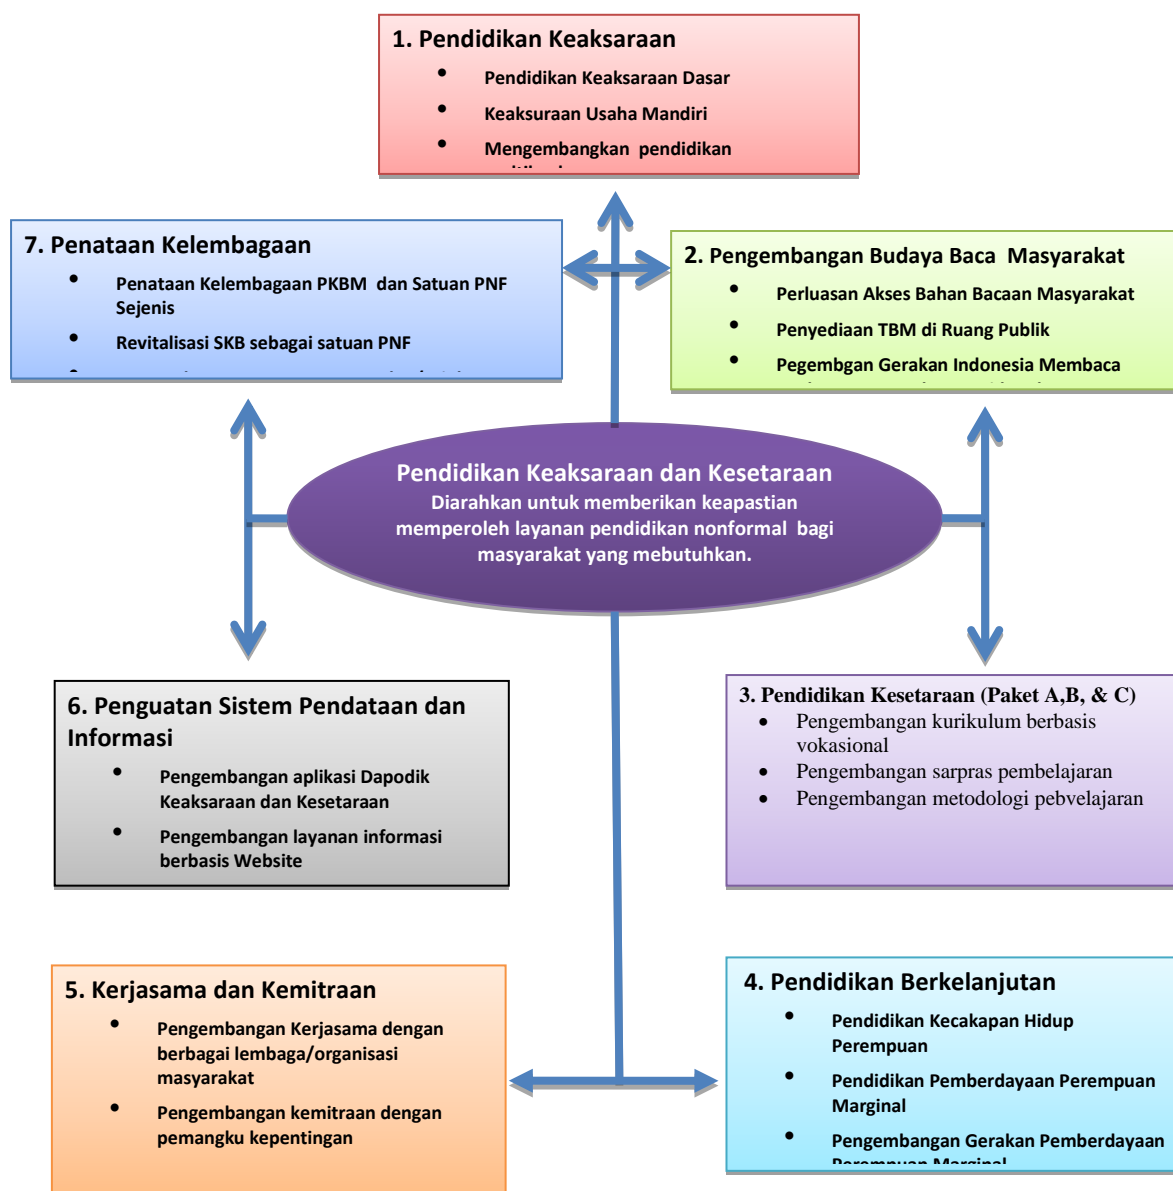 1. Pendidikan Keaksaraan
• Pendidikan Keaksaraan Dasar
• Keaksuraan Usaha Mandiri
• Mengembangkan pendidikan
7. Penataan Kelembagaan
• Penataan Kelembagaan PKBM dan Satuan PNF
Sejenis
• Revitalisasi SKB sebagai satuan PNF
2. Pengembangan Budaya Baca Masyarakat
• Perluasan Akses Bahan Bacaan Masyarakat
• Penyediaan TBM di Ruang Publik
• Pegembgan Gerakan Indonesia Membaca
Pendidikan Keaksaraan dan Kesetaraan
Diarahkan untuk memberikan keapastian
memperoleh layanan pendidikan nonformal bagi
masyarakat yang mebutuhkan.
6. Penguatan Sistem Pendataan dan
Informasi
• Pengembangan aplikasi Dapodik
Keaksaraan dan Kesetaraan
• Pengembangan layanan informasi
berbasis Website
3. Pendidikan Kesetaraan (Paket A,B, & C)
• Pengembangan kurikulum berbasis
vokasional
• Pengembangan sarpras pembelajaran
• Pengembangan metodologi pebvelajaran
5. Kerjasama dan Kemitraan
• Pengembangan Kerjasama dengan
berbagai lembaga/organisasi
masyarakat
• Pengembangan kemitraan dengan
pemangku kepentingan
4. Pendidikan Berkelanjutan
• Pendidikan Kecakapan Hidup
Perempuan
• Pendidikan Pemberdayaan Perempuan
Marginal
• Pengembangan Gerakan Pemberdayaan
Perempuan Marginal